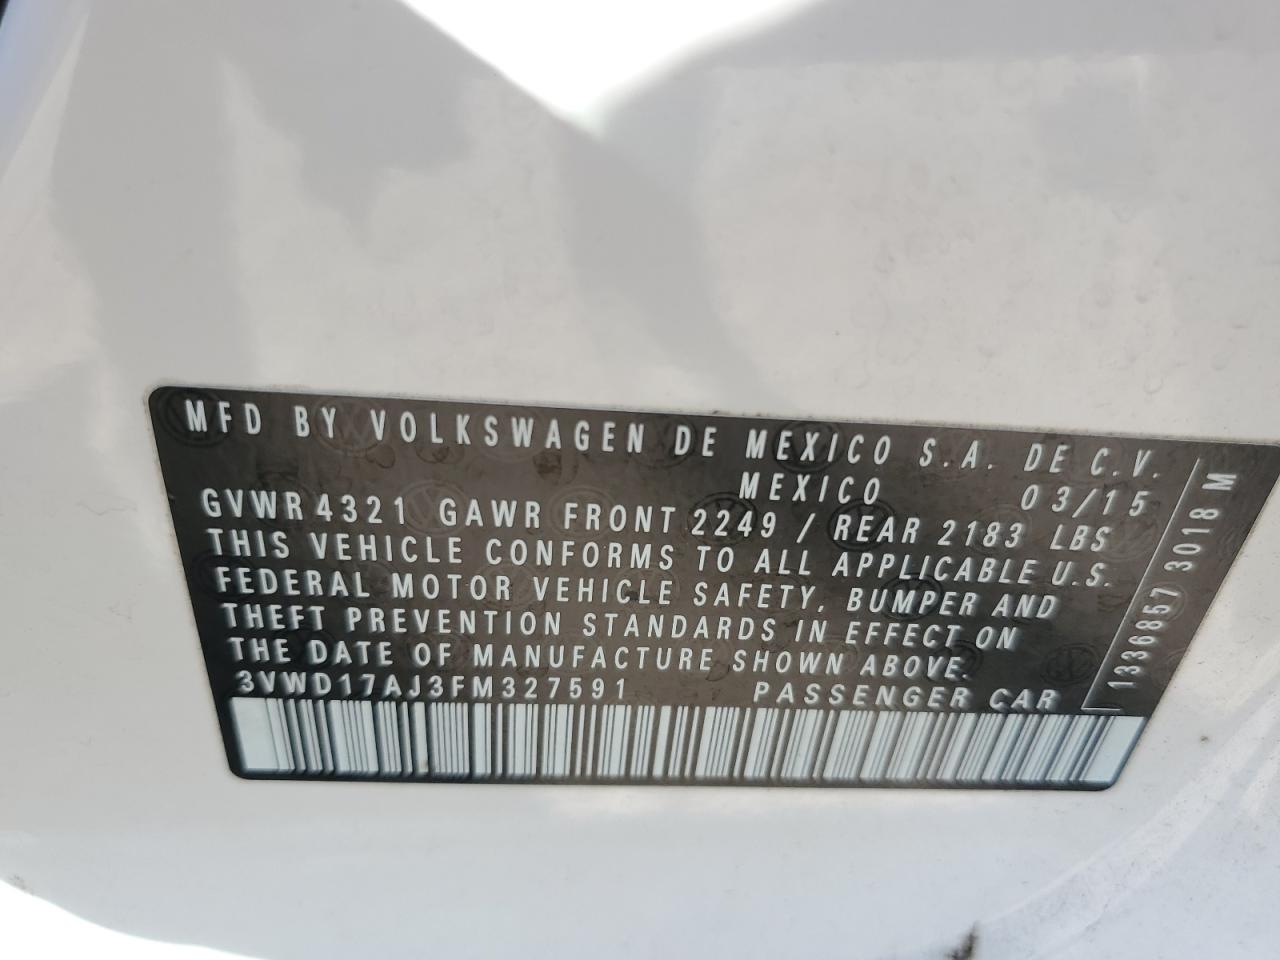 MFD BY VOLKSWAGEN DE MEXICO S.A. DE C.V.
MEXICO 03/15
GVWR 4321 GAWR FRONT 2249 / REAR 2183 LBS
THIS VEHICLE CONFORMS TO ALL APPLICABLE U.S.
FEDERAL MOTOR VEHICLE SAFETY, BUMPER AND
THEFT PREVENTION STANDARDS IN EFFECT ON
THE DATE OF MANUFACTURE SHOWN ABOVE.
3VWD17AJ3FM327591 PASSENGER CAR
1336857 3018 M